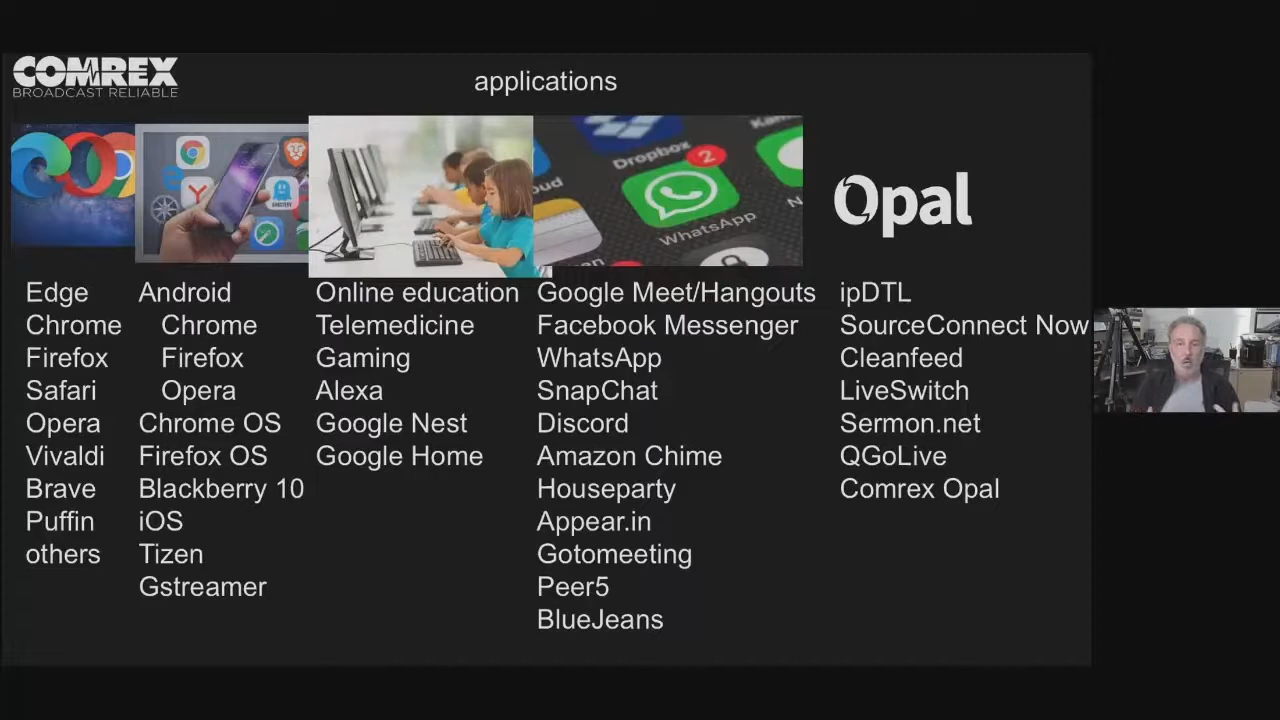 COMREX
BROADCAST RELIABLE
applications
Dropbox
2
WhatsApp
Opal
Edge
Chrome
Firefox
Safari
Opera
Vivaldi
Brave
Puffin
others
Android
Chrome
Firefox
Opera
Chrome OS
Firefox OS
Blackberry 10
iOS
Tizen
Gstreamer
Online education
Telemedicine
Gaming
Alexa
Google Nest
Google Home
Google Meet/Hangouts
Facebook Messenger
WhatsApp
SnapChat
Discord
Amazon Chime
Houseparty
Appear.in
Gotomeeting
Peer5
BlueJeans
ipDTL
SourceConnect Now
Cleanfeed
LiveSwitch
Sermon.net
QGoLive
Comrex Opal